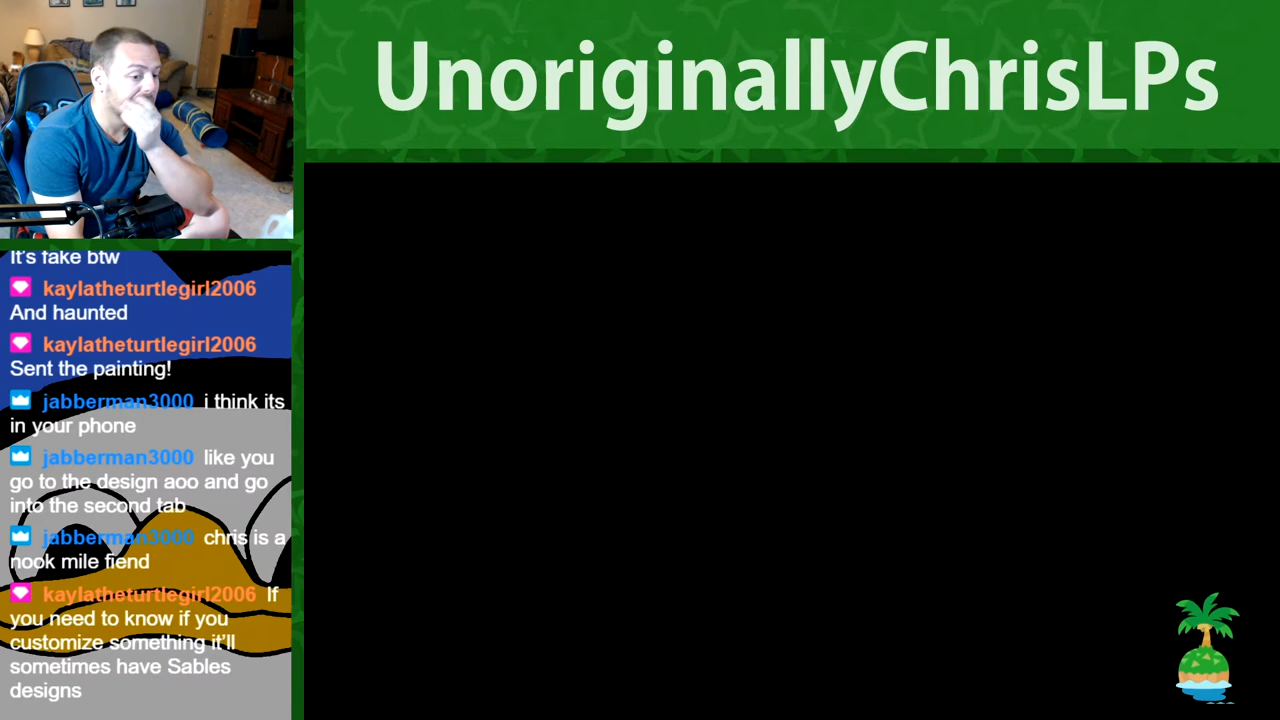 UnoriginallyChrisLPs
It's fake btw
kaylatheturtlegirl2006
And haunted
kaylatheturtlegirl2006
Sent the painting!
jabberman3000 i think its
in your phone
jabberman3000 like you
go to the design aoo and go
into the second tab
jabberman3000 chris is a
nook mile fiend
kaylatheturtlegirl2006 If
you need to know if you
customize something it'll
sometimes have Sables
designs